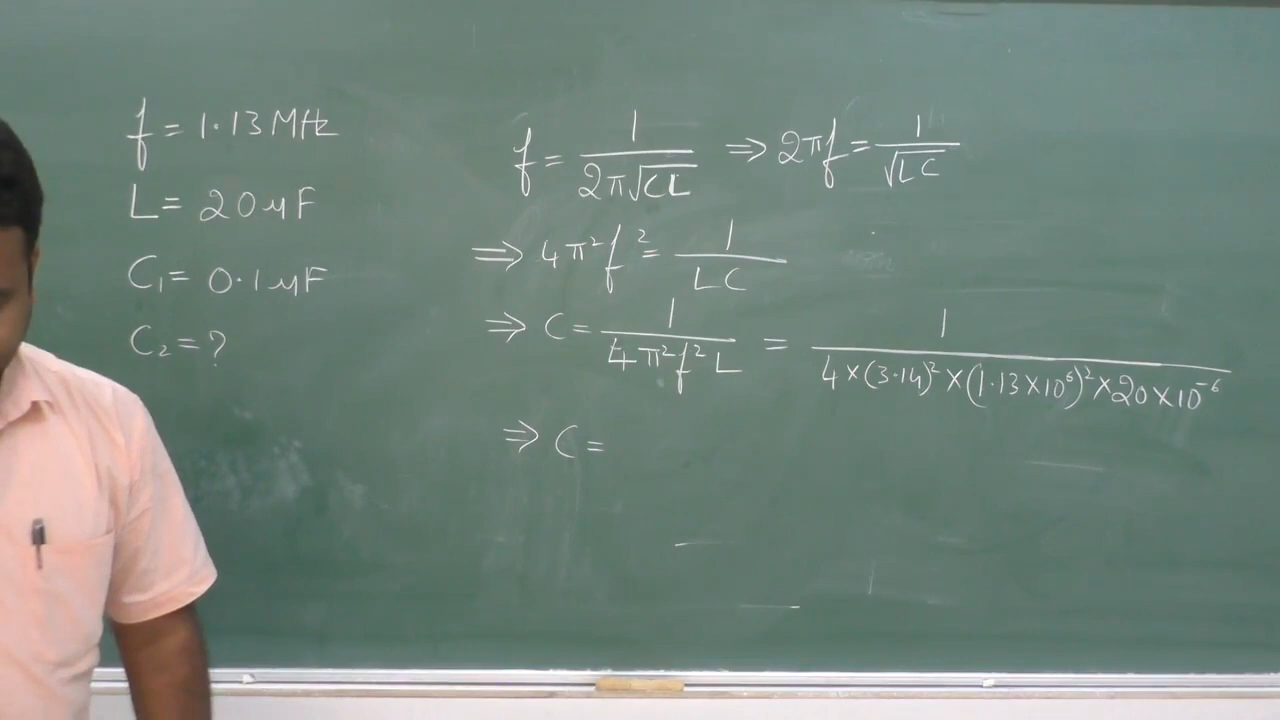 f = 1.13 MHz
L = 20 μF
C₁ = 0.1 μF
C₂ = ?
f = 1/(2π√CL) ⇒ 2πf = 1/√LC
⇒ 4π²f² = 1/LC
⇒ C = 1/(4π²f²L) = 1/(4×(3.14)²×(1.13×10⁶)²×20×10⁻⁶)
⇒ C =